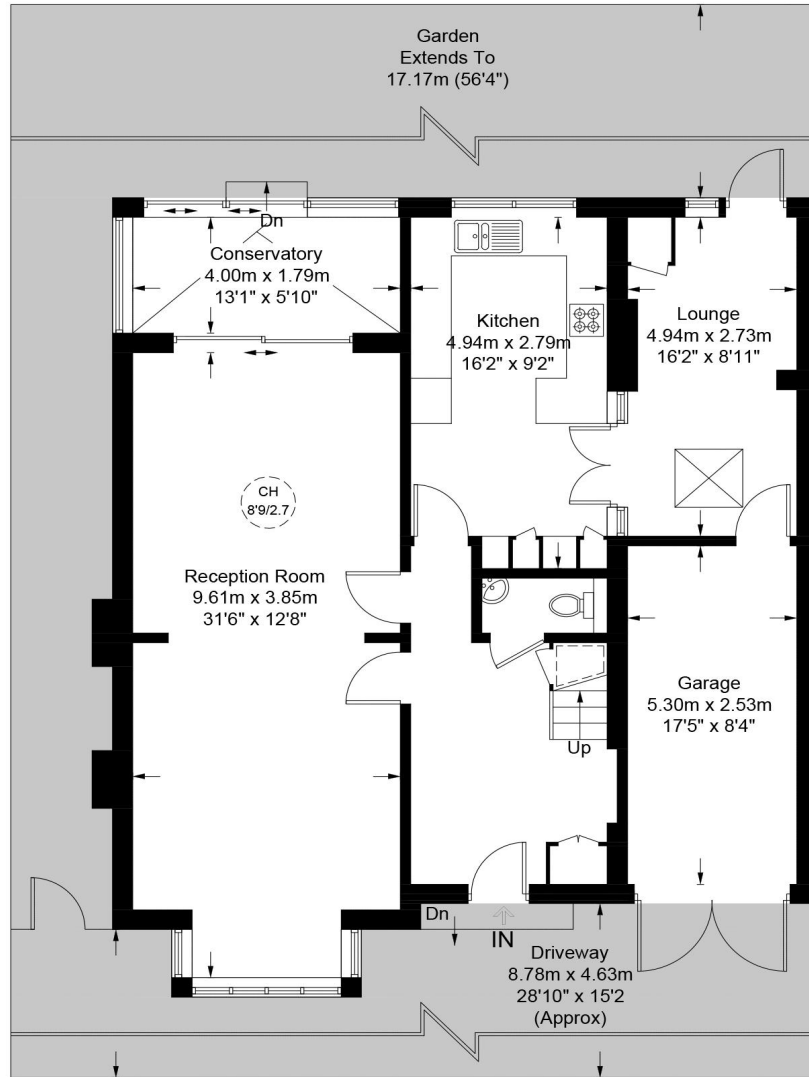 Garden
Extends To
17.17m (56'4")
Dn
Conservatory
4.00m x 1.79m
13'1" x 5'10"
Kitchen
4.94m x 2.79m
16'2" x 9'2"
Lounge
4.94m x 2.73m
16'2" x 8'11"
CH
8'9/2.7
Reception Room
9.61m x 3.85m
31'6" x 12'8"
Garage
5.30m x 2.53m
17'5" x 8'4"
Up
Dn
IN
Driveway
8.78m x 4.63m
28'10" x 15'2
(Approx)